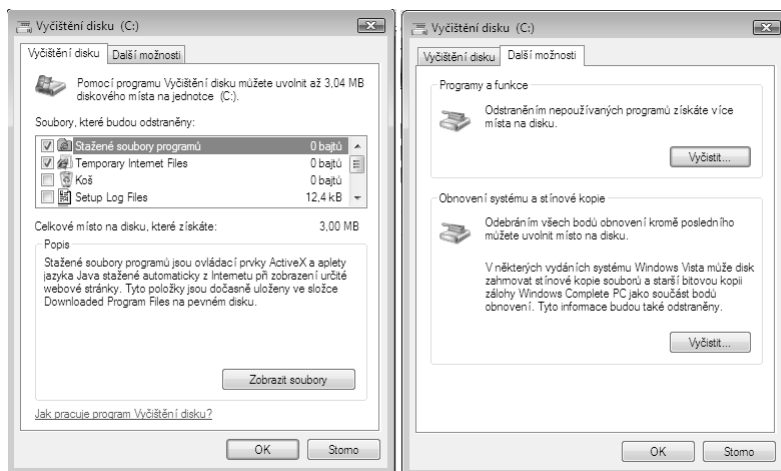 Vyčištění disku (C:)
Vyčištění disku
Další možnosti
Pomocí programu Vyčištění disku můžete uvolnit až 3,04 MB
diskového místa na jednotce (C:).
Soubory, které budou odstraněny:
Stažené soubory programů 0 bajtů
Temporary Internet Files 0 bajtů
Koš 0 bajtů
Setup Log Files 12,4 kB
Celkové místo na disku, které získáte: 3,00 MB
Popis
Stažené soubory programů jsou ovládací prvky ActiveX a aplety
jazyka Java stažené automaticky z Internetu při zobrazení určité
webové stránky. Tyto položky jsou dočasně uloženy ve složce
Downloaded Program Files na pevném disku.
Zobrazit soubory
Jak pracuje program Vyčištění disku?
OK
Storno
Vyčištění disku (C:)
Vyčištění disku
Další možnosti
Programy a funkce
Odstraněním nepoužívaných programů získáte více
místa na disku.
Vyčistit...
Obnovení systému a stínové kopie
Odebráním všech bodů obnovení kromě posledního
můžete uvolnit místo na disku.
V některých vydáních systému Windows Vista může disk
zahrnovat stínové kopie souborů a starší bitovou kopii
zálohy Windows Complete PC jako součást bodů
obnovení. Tyto informace budou také odstraněny.
Vyčistit...
OK
Storno